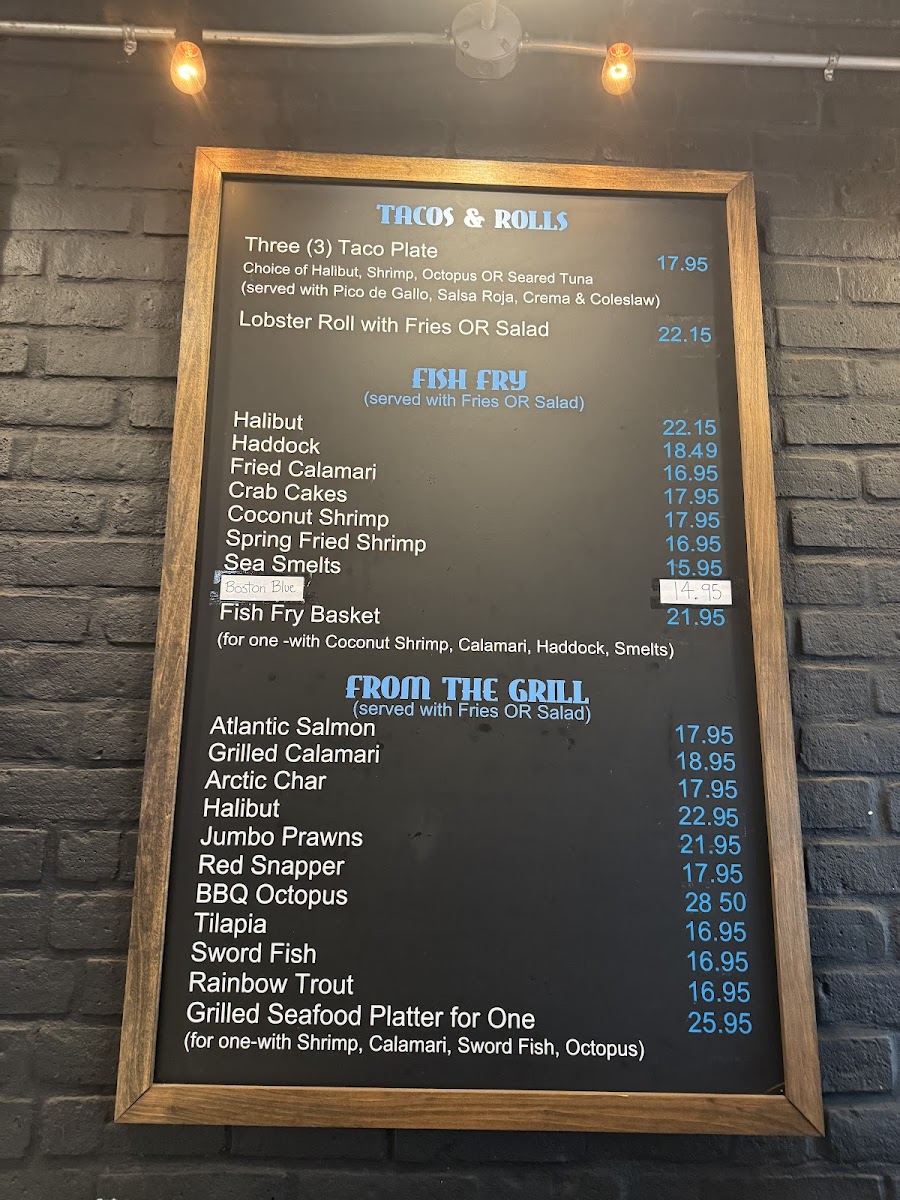 TACOS & ROLLS
Three (3) Taco Plate 17.95
Choice of Halibut, Shrimp, Octopus OR Seared Tuna
(served with Pico de Gallo, Salsa Roja, Crema & Coleslaw)
Lobster Roll with Fries OR Salad 22.15
FISH FRY
(served with Fries OR Salad)
Halibut 22.15
Haddock 18.49
Fried Calamari 16.95
Crab Cakes 17.95
Coconut Shrimp 17.95
Spring Fried Shrimp 16.95
Sea Smelts 15.95
Boston Blue 14.95
Fish Fry Basket 21.95
(for one -with Coconut Shrimp, Calamari, Haddock, Smelts)
FROM THE GRILL
(served with Fries OR Salad)
Atlantic Salmon 17.95
Grilled Calamari 18.95
Arctic Char 17.95
Halibut 22.95
Jumbo Prawns 21.95
Red Snapper 17.95
BBQ Octopus 28 50
Tilapia 16.95
Sword Fish 16.95
Rainbow Trout 16.95
Grilled Seafood Platter for One 25.95
(for one-with Shrimp, Calamari, Sword Fish, Octopus)